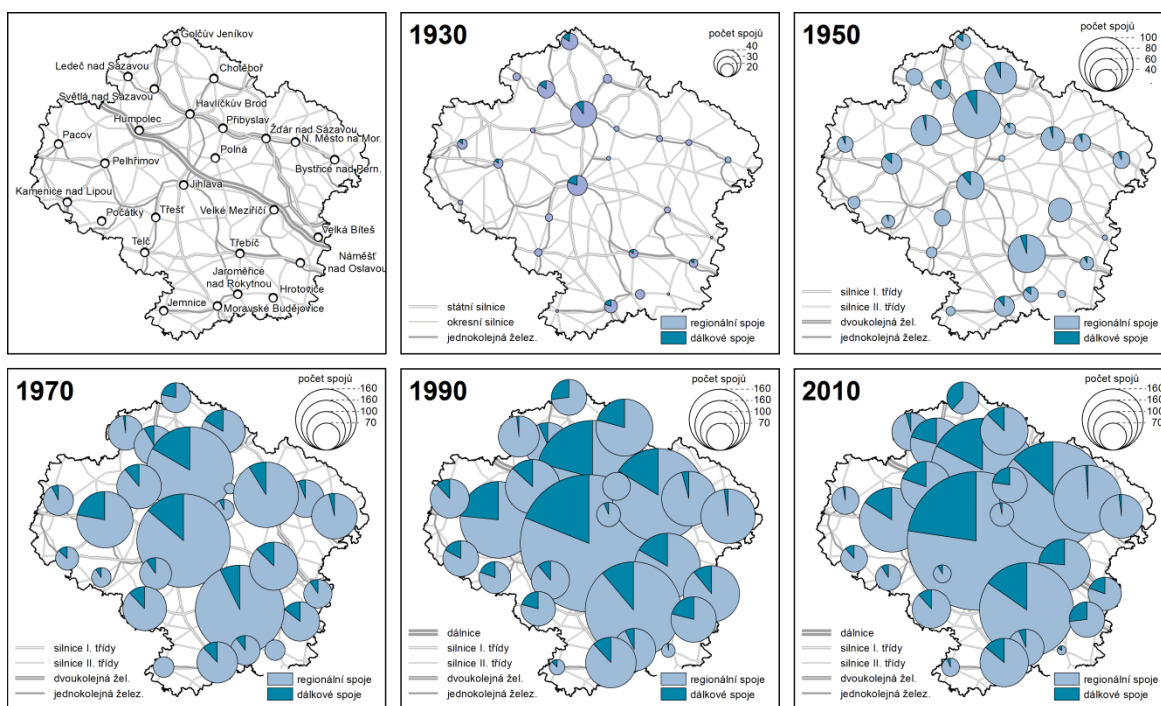 Golčův Jeníkov
Ledeč nad Sázavou
Chotěboř
Světlá nad Sázavou
Havlíčkův Brod
Humpolec
Přibyslav
Žďár nad Sázavou
Pacov
N. Město na Mor.
Polná
Pelhřimov
Bystřice nad Pern.
Jihlava
Kamenice nad Lipou
Počátky
Třešť
Velké Meziříčí
Velká Bíteš
Telč
Třebíč
Náměšť
nad Oslavou
Jaroměřice
nad Rokytnou
Hrotovice
Jemnice
Moravské Budějovice
1930
počet spojů
40
30
20
státní silnice
okresní silnice
jednokolejná želez.
regionální spoje
dálkové spoje
1950
počet spojů
100
80
60
40
silnice I. třídy
silnice II. třídy
dvoukolejná žel.
jednokolejná želez.
regionální spoje
dálkové spoje
1970
počet spojů
160
160
100
70
silnice I. třídy
silnice II. třídy
dvoukolejná žel.
jednokolejná želez.
regionální spoje
dálkové spoje
1990
počet spojů
160
160
100
70
dálnice
silnice I. třídy
silnice II. třídy
dvoukolejná žel.
jednokolejná želez.
regionální spoje
dálkové spoje
2010
počet spojů
160
160
100
70
dálnice
silnice I. třídy
silnice II. třídy
dvoukolejná žel.
jednokolejná želez.
regionální spoje
dálkové spoje